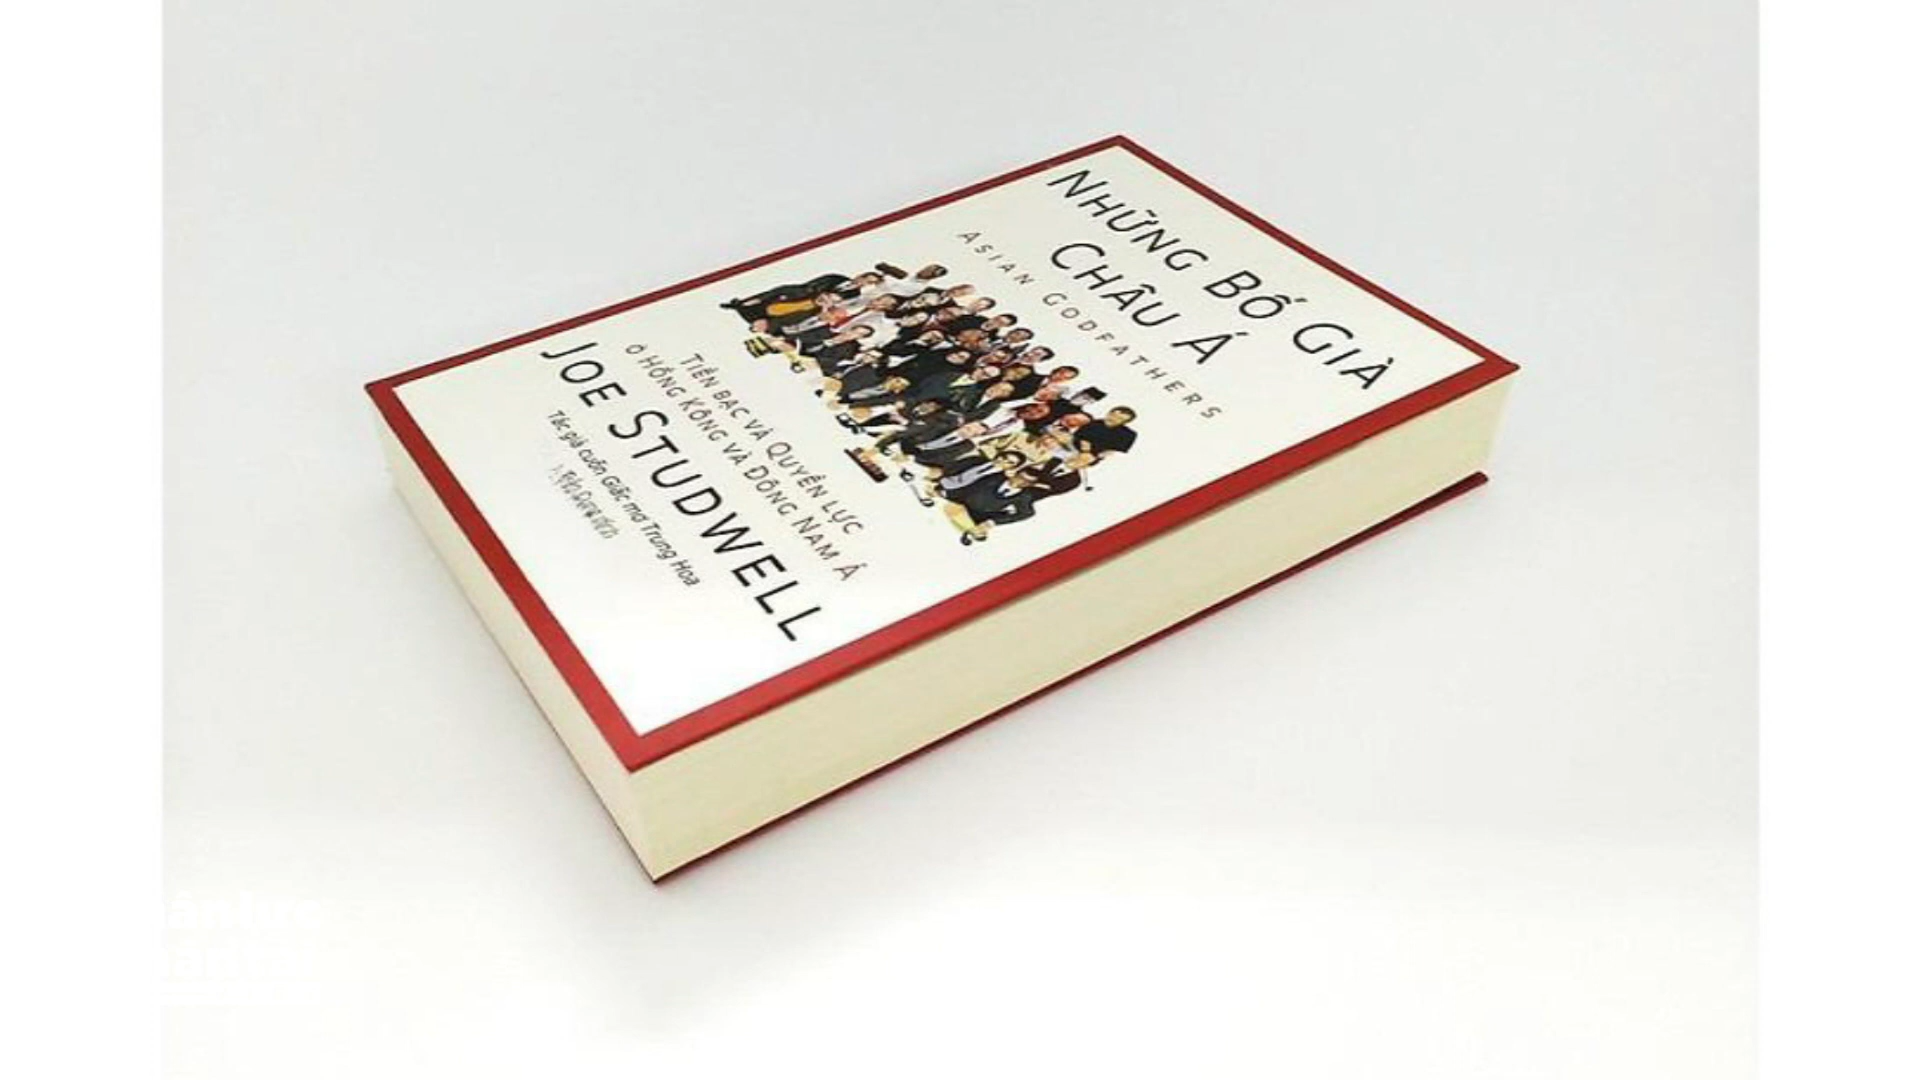 NHỮNG BỐ GIÀ
CHÂU Á
ASIAN GODFATHERS
TIỀN BẠC VÀ QUYỀN LỰC
Ở HỒNG KÔNG VÀ ĐÔNG NAM Á
JOE STUDWELL
Tác giả cuốn Giấc mơ Trung Hoa